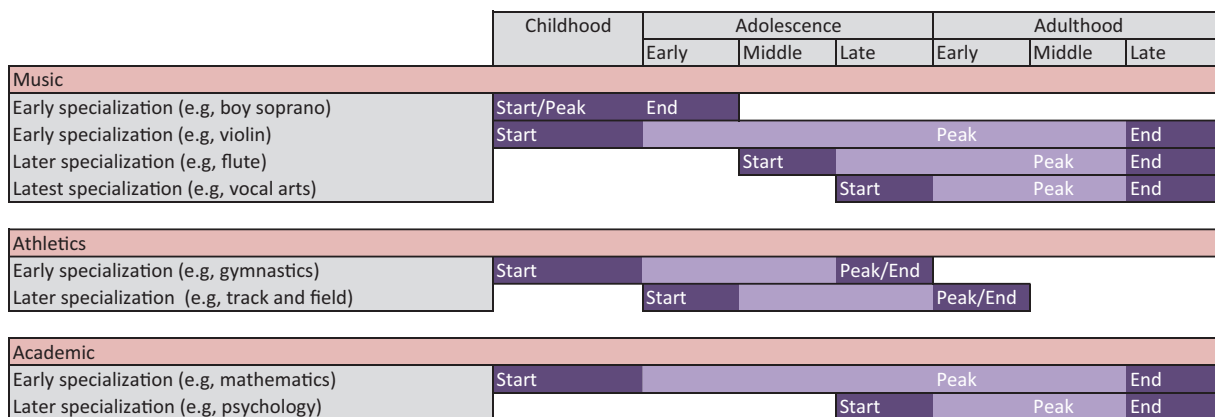 Childhood Adolescence Adulthood
Early Middle Late Early Middle Late
Music
Early specialization (e.g, boy soprano) Start/Peak End
Early specialization (e.g, violin) Start Peak End
Later specialization (e.g, flute) Start Peak End
Latest specialization (e.g, vocal arts) Start Peak End
Athletics
Early specialization (e.g, gymnastics) Start Peak/End
Later specialization (e.g, track and field) Start Peak/End
Academic
Early specialization (e.g, mathematics) Start Peak End
Later specialization (e.g, psychology) Start Peak End